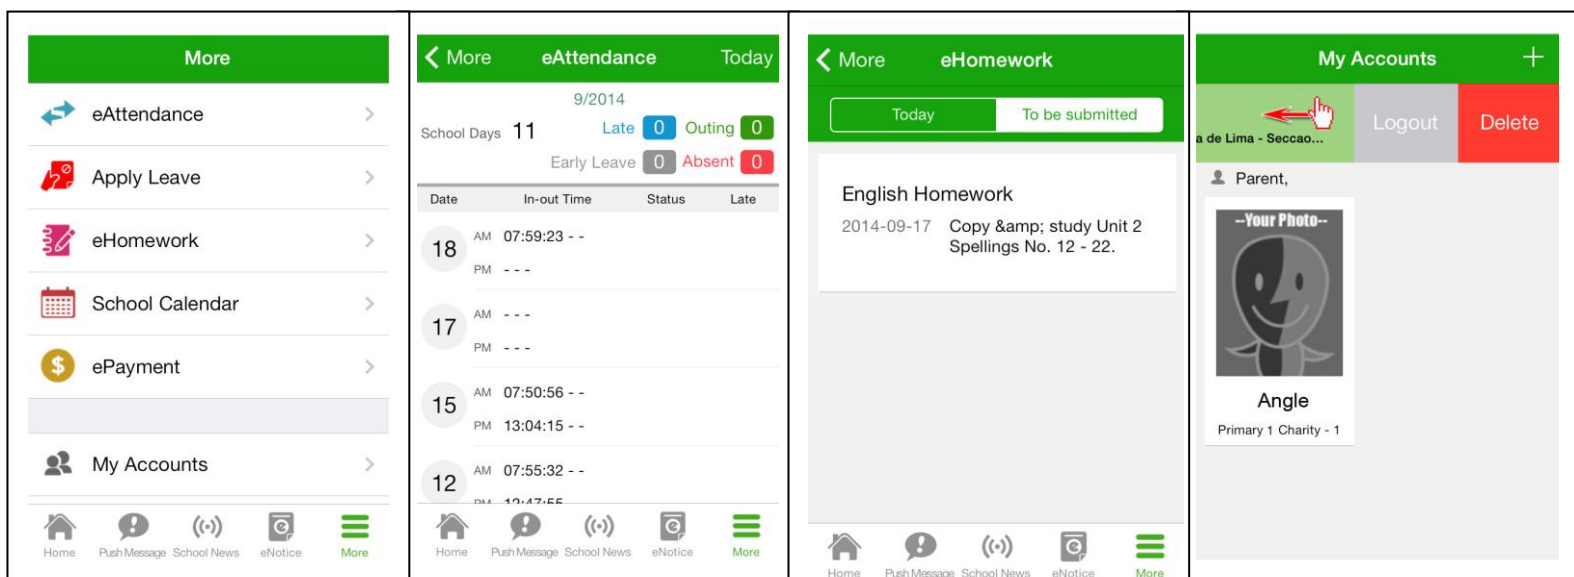 More
eAttendance
Apply Leave
eHomework
School Calendar
ePayment
My Accounts
Home Push Message School News eNotice More
More eAttendance Today
9/2014
School Days 11 Late 0 Outing 0
Early Leave 0 Absent 0
Date In-out Time Status Late
18 AM 07:59:23 - -
PM - - -
17 AM - - -
PM - - -
15 AM 07:50:56 - -
PM 13:04:15 - -
12 AM 07:55:32 - -
PM 12:47:55
Home Push Message School News eNotice More
More eHomework
Today To be submitted
English Homework
2014-09-17 Copy &amp; study Unit 2
Spellings No. 12 - 22.
Home Push Message School News eNotice More
My Accounts +
a de Lima - Seccao... Logout Delete
Parent,
--Your Photo--
Angle
Primary 1 Charity - 1